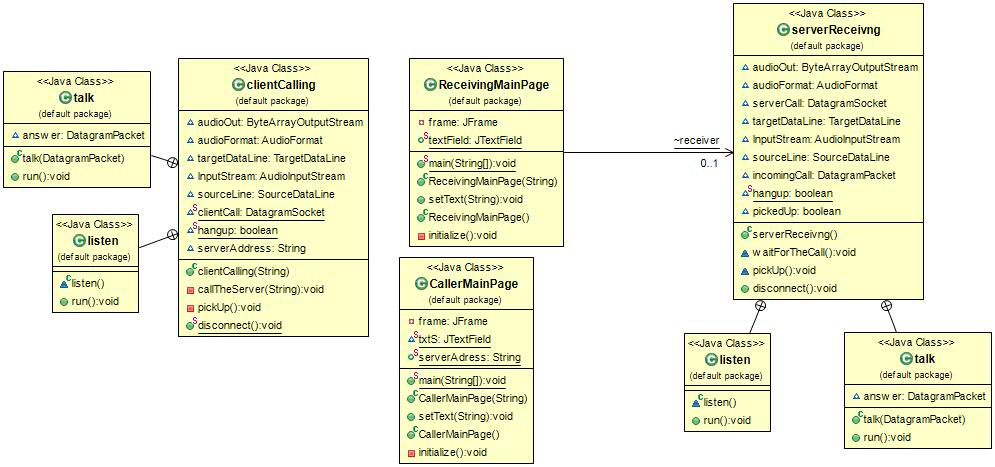 <<Java Class>>
talk
(default package)
answer: DatagramPacket
talk(DatagramPacket)
run():void
<<Java Class>>
listen
(default package)
listen()
run():void
<<Java Class>>
clientCalling
(default package)
audioOut: ByteArrayOutputStream
audioFormat: AudioFormat
targetDataLine: TargetDataLine
InputStream: AudioInputStream
sourceLine: SourceDataLine
clientCall: DatagramSocket
hangup: boolean
serverAddress: String
clientCalling(String)
callTheServer(String):void
pickUp():void
disconnect():void
<<Java Class>>
ReceivingMainPage
(default package)
frame: JFrame
textField: JTextField
main(String[]):void
ReceivingMainPage(String)
setText(String):void
ReceivingMainPage()
initialize():void
<<Java Class>>
CallerMainPage
(default package)
frame: JFrame
txtS: JTextField
serverAdress: String
main(String[]):void
CallerMainPage(String)
setText(String):void
CallerMainPage()
initialize():void
~receiver
0..1
<<Java Class>>
serverReceivng
(default package)
audioOut: ByteArrayOutputStream
audioFormat: AudioFormat
serverCall: DatagramSocket
targetDataLine: TargetDataLine
InputStream: AudioInputStream
sourceLine: SourceDataLine
incomingCall: DatagramPacket
hangup: boolean
pickedUp: boolean
serverReceivng()
waitForTheCall():void
pickUp():void
disconnect():void
<<Java Class>>
listen
(default package)
listen()
run():void
<<Java Class>>
talk
(default package)
answer: DatagramPacket
talk(DatagramPacket)
run():void